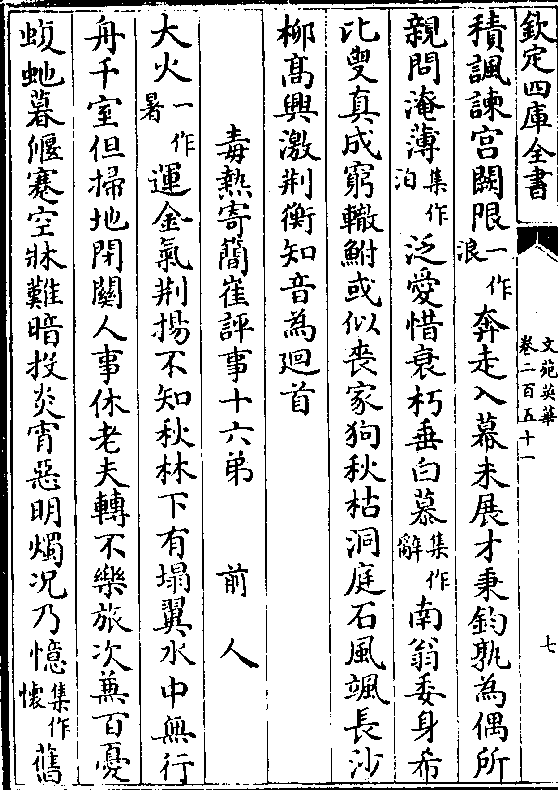 欽定四庫全書
文苑英華
卷二百五十一
七
積諷諫宫闕限一作浪奔走入幕未展才秉鈞孰為偶所
親問淹薄集作泊泛愛惜衰朽垂白慕集作辭南翁委身希
北叟真成窮轍鮒或似喪家狗秋枯洞庭石風颯長沙
柳髙興激荆衡知音為迴首
毒熱寄簡崔評事十六弟　前人
大火一作暑運金氣荆揚不知秋林下有塌翼水中無行
舟千室但掃地閉關人事休老夫轉不樂旅次兼百憂
蝮虵暮偃蹇空牀難暗投炎宵惡明燭况乃憶集作懷舊